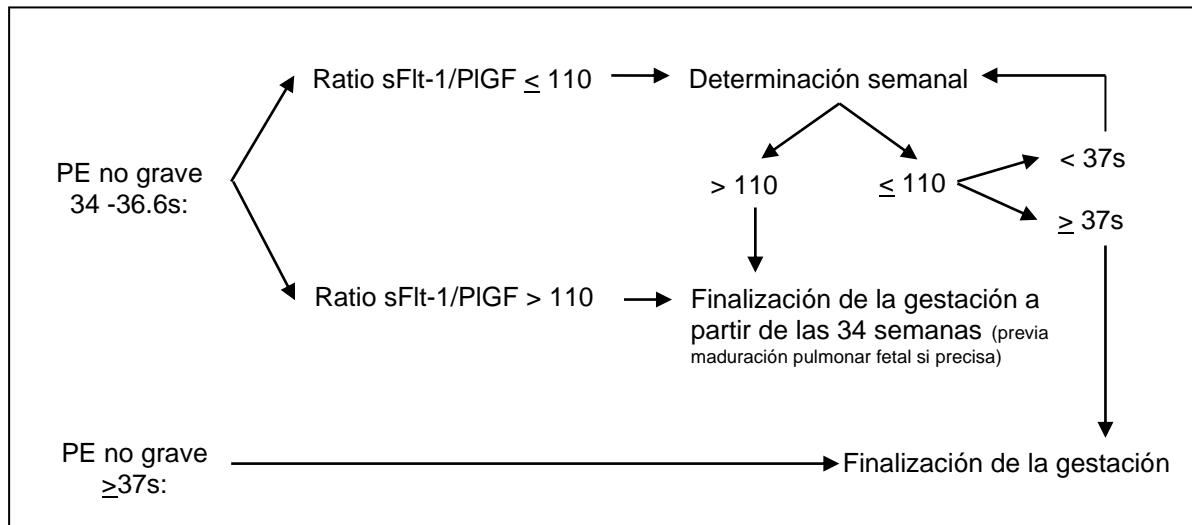 Ratio sFlt-1/PlGF ≤ 110
Determinación semanal
PE no grave
34 -36.6s:
> 110
≤ 110
< 37s
≥ 37s
Ratio sFlt-1/PlGF > 110
Finalización de la gestación a
partir de las 34 semanas (previa
maduración pulmonar fetal si precisa)
PE no grave
≥37s:
Finalización de la gestación